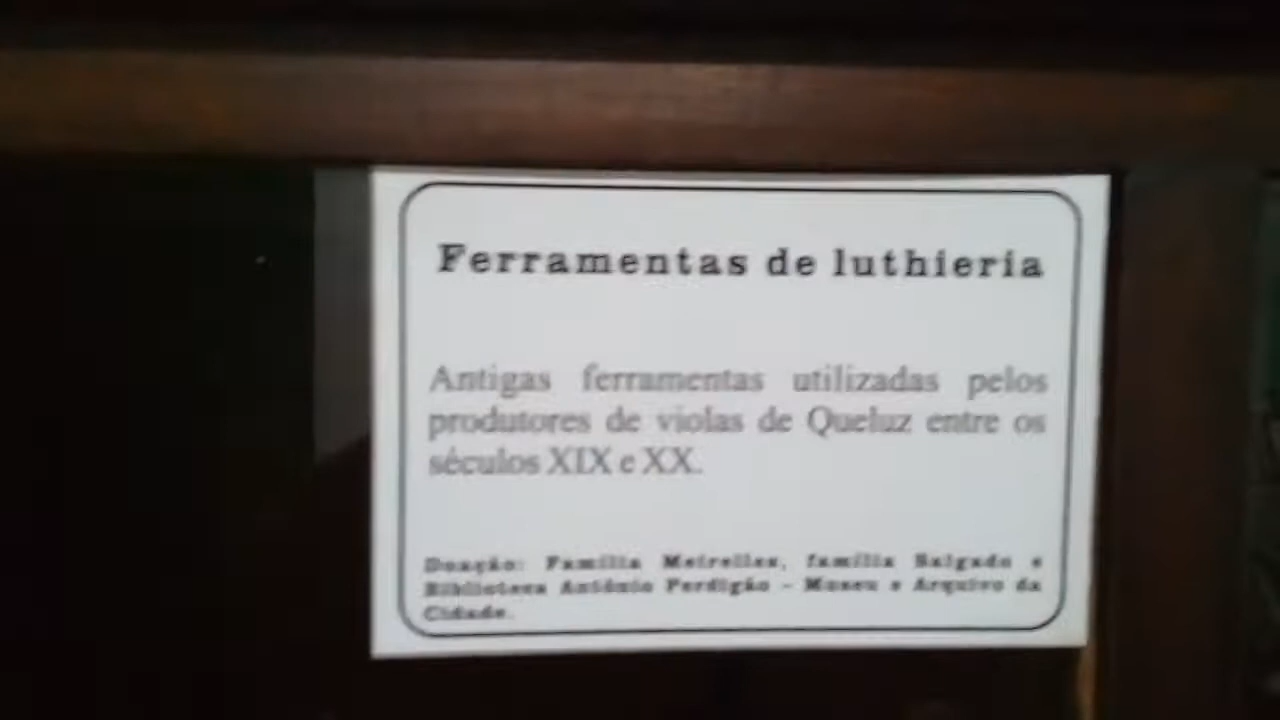 Ferramentas de luthieria
Antigas ferramentas utilizadas pelos
produtores de violas de Queluz entre os
séculos XIX e XX.
Doação: Família Meirelles, família Salgado e
Biblioteca Antônio Perdigão - Museu e Arquivo da
Cidade.